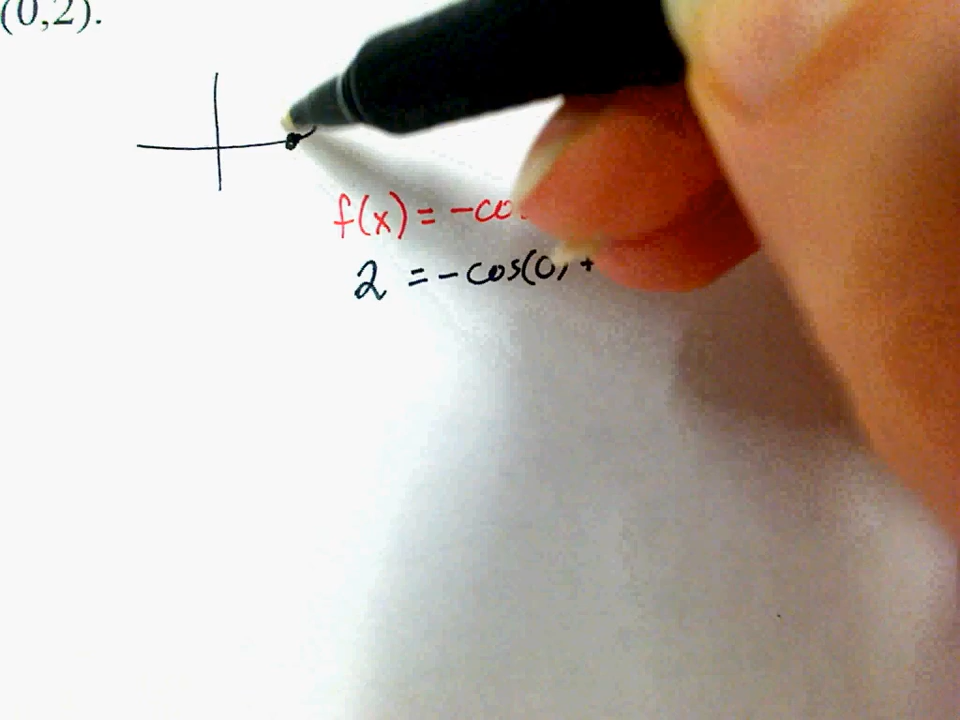 (0,2).
f(x) = -co
2 = -cos(0) +